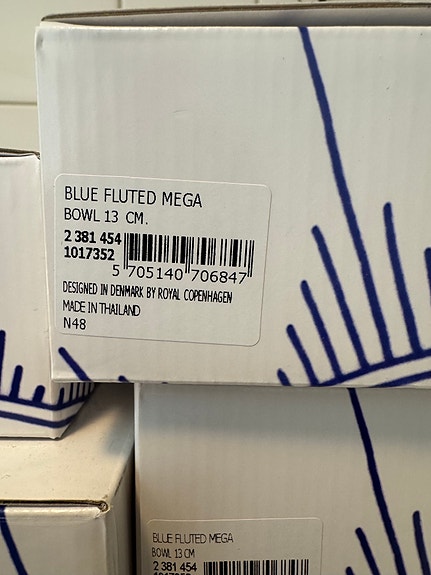 BLUE FLUTED MEGA
BOWL 13 CM.
2 381 454
1017352
5 705140 706847
DESIGNED IN DENMARK BY ROYAL COPENHAGEN
MADE IN THAILAND
N48
BLUE FLUTED MEGA
BOWL 13 CM
2 381 454
1017352